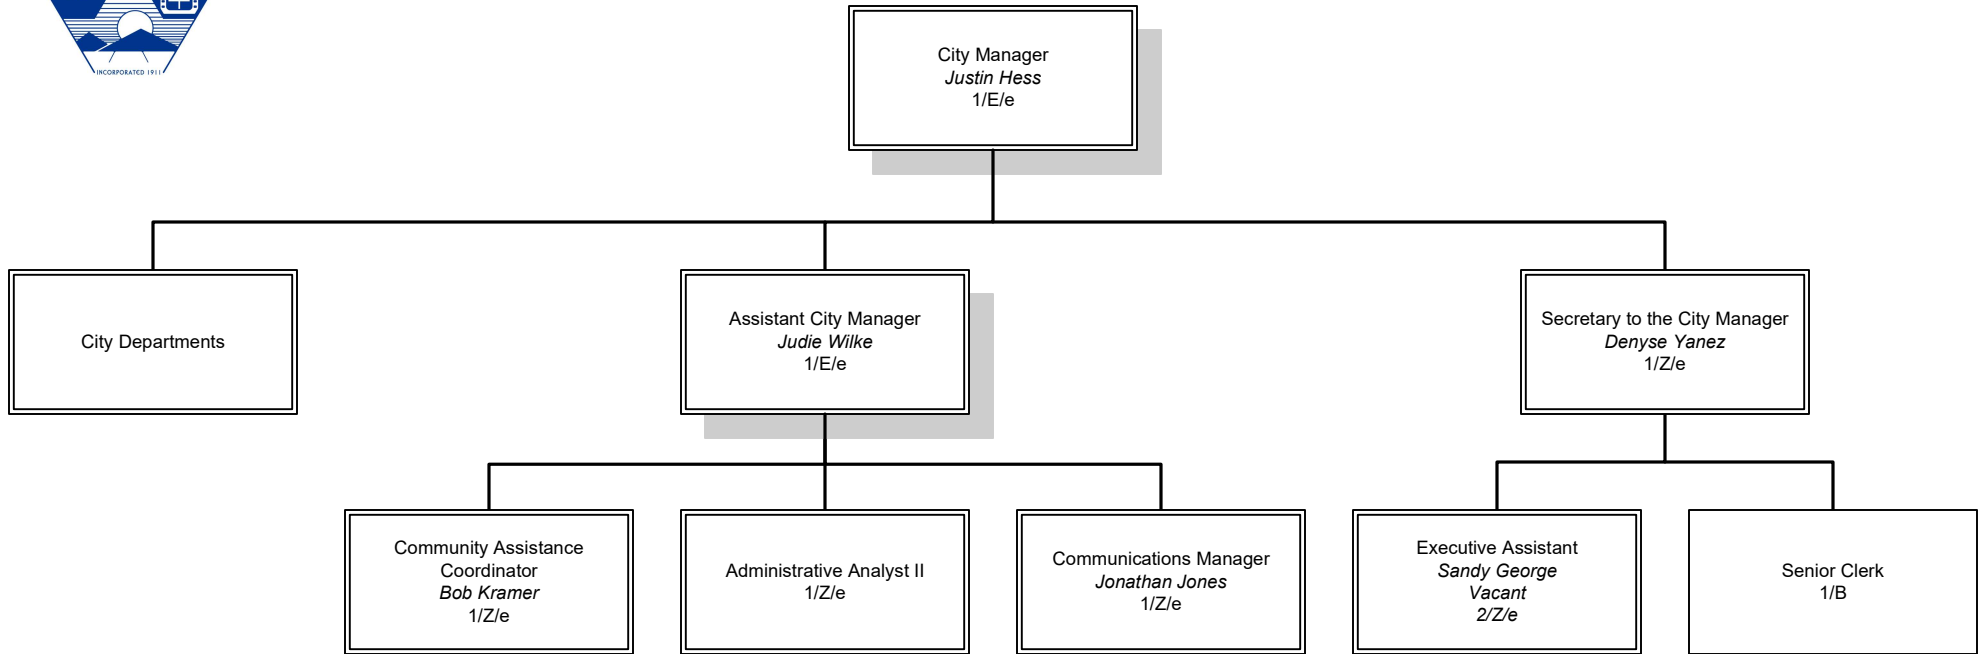 INCORPORATED 1911
City Manager
Justin Hess
1/E/e
City Departments
Assistant City Manager
Judie Wilke
1/E/e
Secretary to the City Manager
Denyse Yanez
1/Z/e
Community Assistance
Coordinator
Bob Kramer
1/Z/e
Administrative Analyst II
1/Z/e
Communications Manager
Jonathan Jones
1/Z/e
Executive Assistant
Sandy George
Vacant
2/Z/e
Senior Clerk
1/B